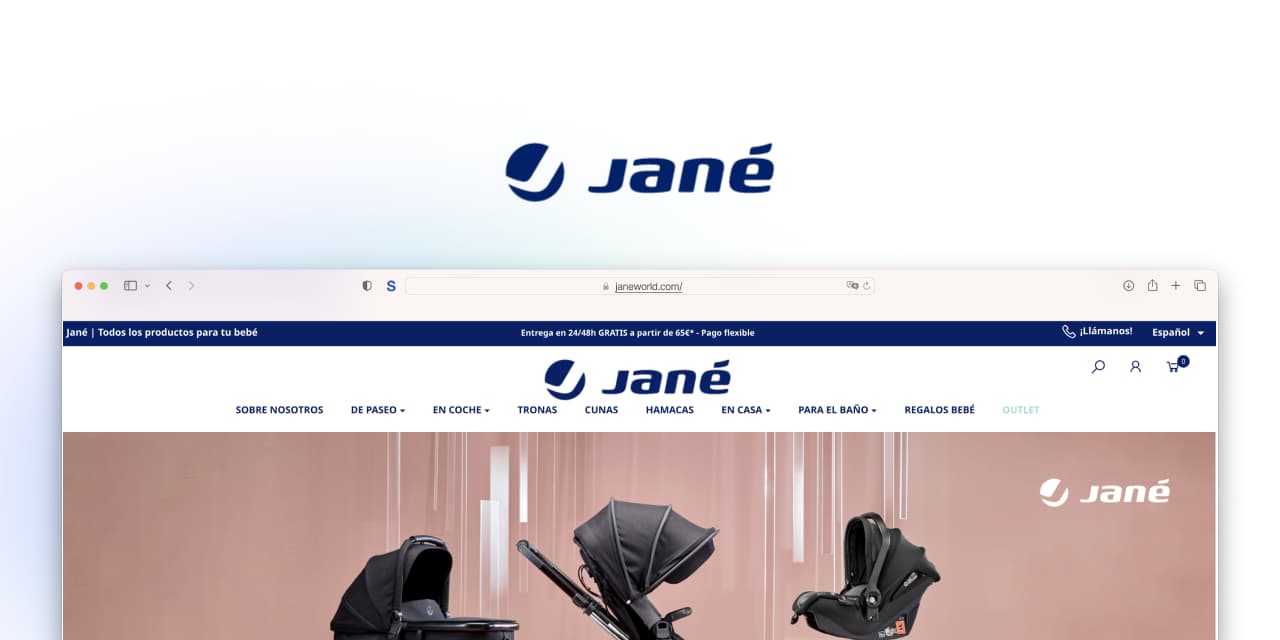 Jané
S
janeworld.com/
Jané | Todos los productos para tu bebé
Entrega en 24/48h GRATIS a partir de 65€* - Pago flexible
¡Llámanos!
Español
Jané
0
SOBRE NOSOTROS
DE PASEO
EN COCHE
TRONAS
CUNAS
HAMACAS
EN CASA
PARA EL BAÑO
REGALOS BEBÉ
OUTLET
Jané